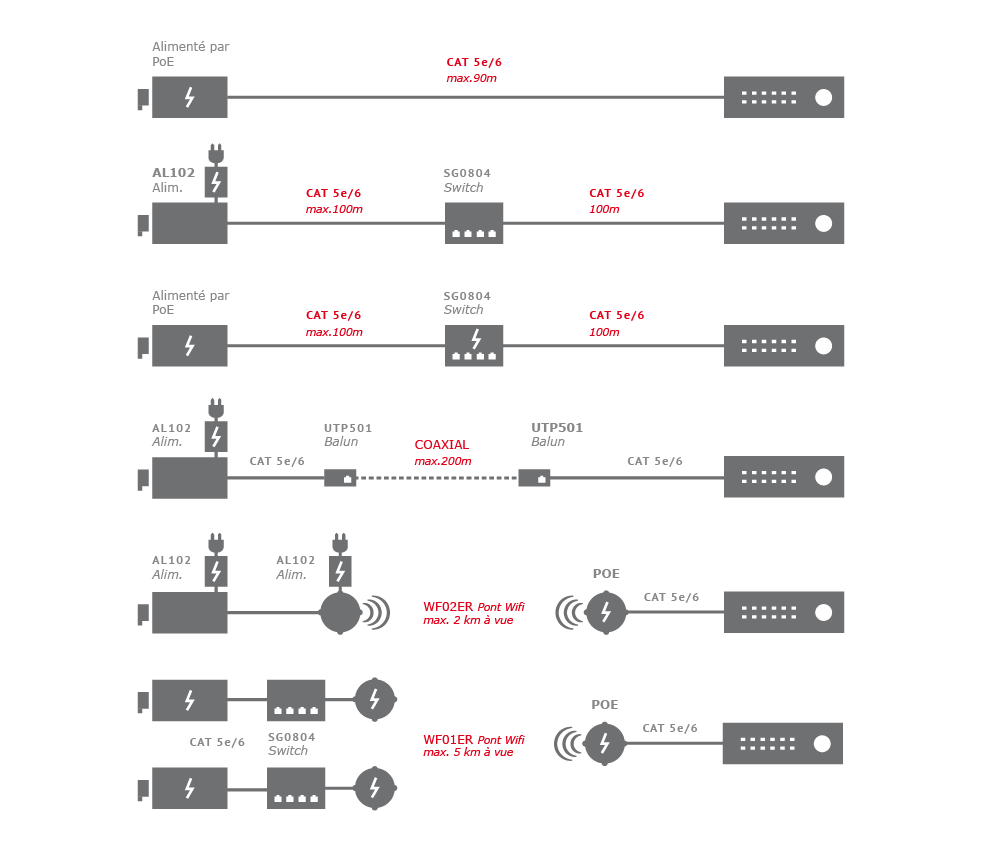 Alimenté par
PoE
CAT 5e/6
max.90m
AL102
Alim.
CAT 5e/6
max.100m
SG0804
Switch
CAT 5e/6
100m
Alimenté par
PoE
CAT 5e/6
max.100m
SG0804
Switch
CAT 5e/6
100m
AL102
Alim.
CAT 5e/6
UTP501
Balun
COAXIAL
max.200m
UTP501
Balun
CAT 5e/6
AL102
Alim.
AL102
Alim.
WF02ER Pont Wifi
max. 2 km à vue
POE
CAT 5e/6
CAT 5e/6
SG0804
Switch
WF01ER Pont Wifi
max. 5 km à vue
POE
CAT 5e/6